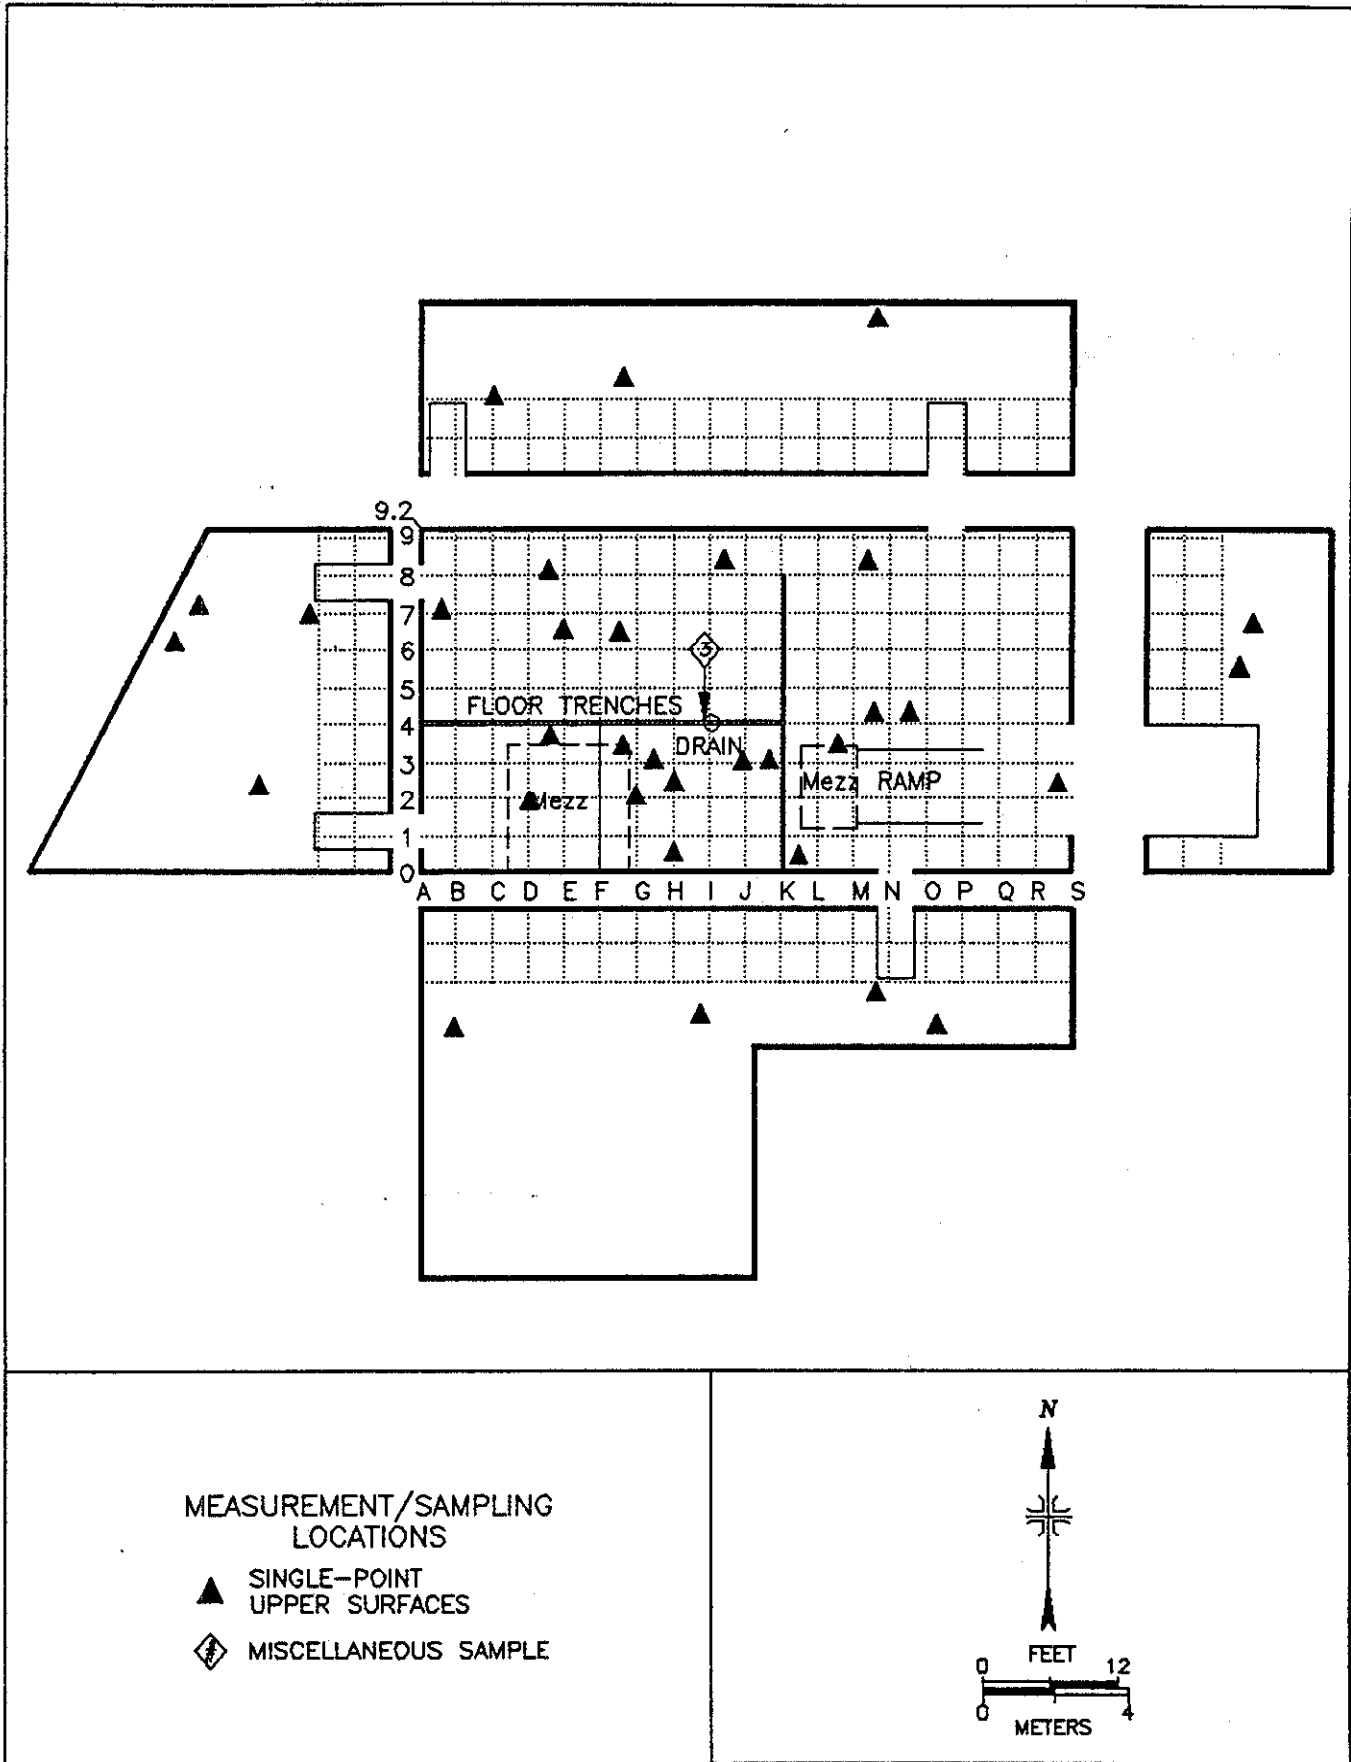 9.2
9
8
7
6
5
4
3
2
1
0
3
FLOOR TRENCHES
DRAIN
Mezz
Mezz RAMP
A B C D E F G H I J K L M N O P Q R S
MEASUREMENT/SAMPLING
LOCATIONS
SINGLE-POINT
UPPER SURFACES
# MISCELLANEOUS SAMPLE
N
FEET
0 12
0 4
METERS